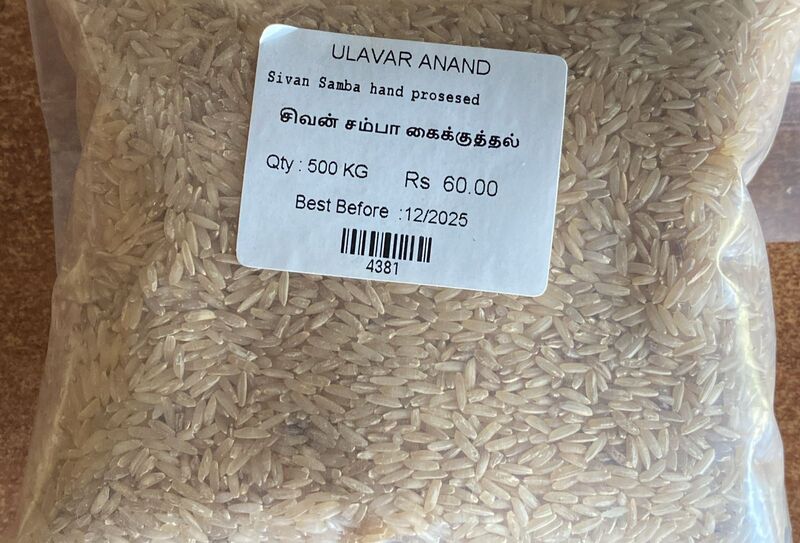 ULAVAR ANAND
Sivan Samba hand prosesed
சிவன் சம்பா கைக்குத்தல்
Qty : 500 KG Rs 60.00
Best Before :12/2025
4381